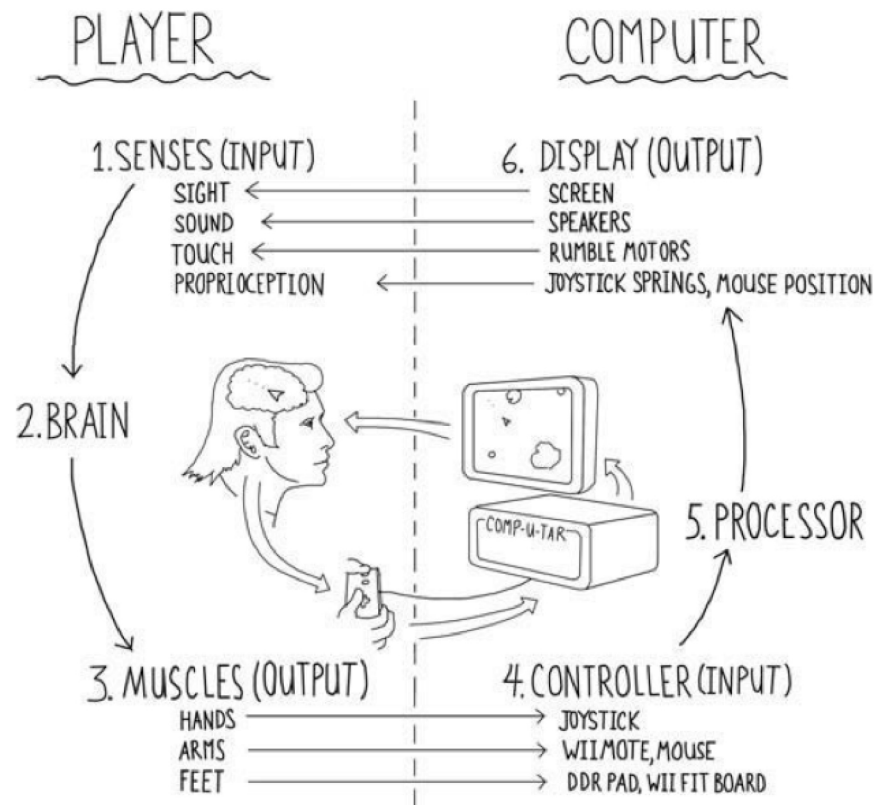 PLAYER
COMPUTER
1. SENSES (INPUT)
6. DISPLAY (OUTPUT)
SIGHT
SCREEN
SOUND
SPEAKERS
TOUCH
RUMBLE MOTORS
PROPRIOCEPTION
JOYSTICK SPRINGS, MOUSE POSITION
2. BRAIN
COMP-U-TAR
5. PROCESSOR
3. MUSCLES (OUTPUT)
4. CONTROLLER (INPUT)
HANDS
JOYSTICK
ARMS
WIIMOTE, MOUSE
FEET
DDR PAD, WII FIT BOARD